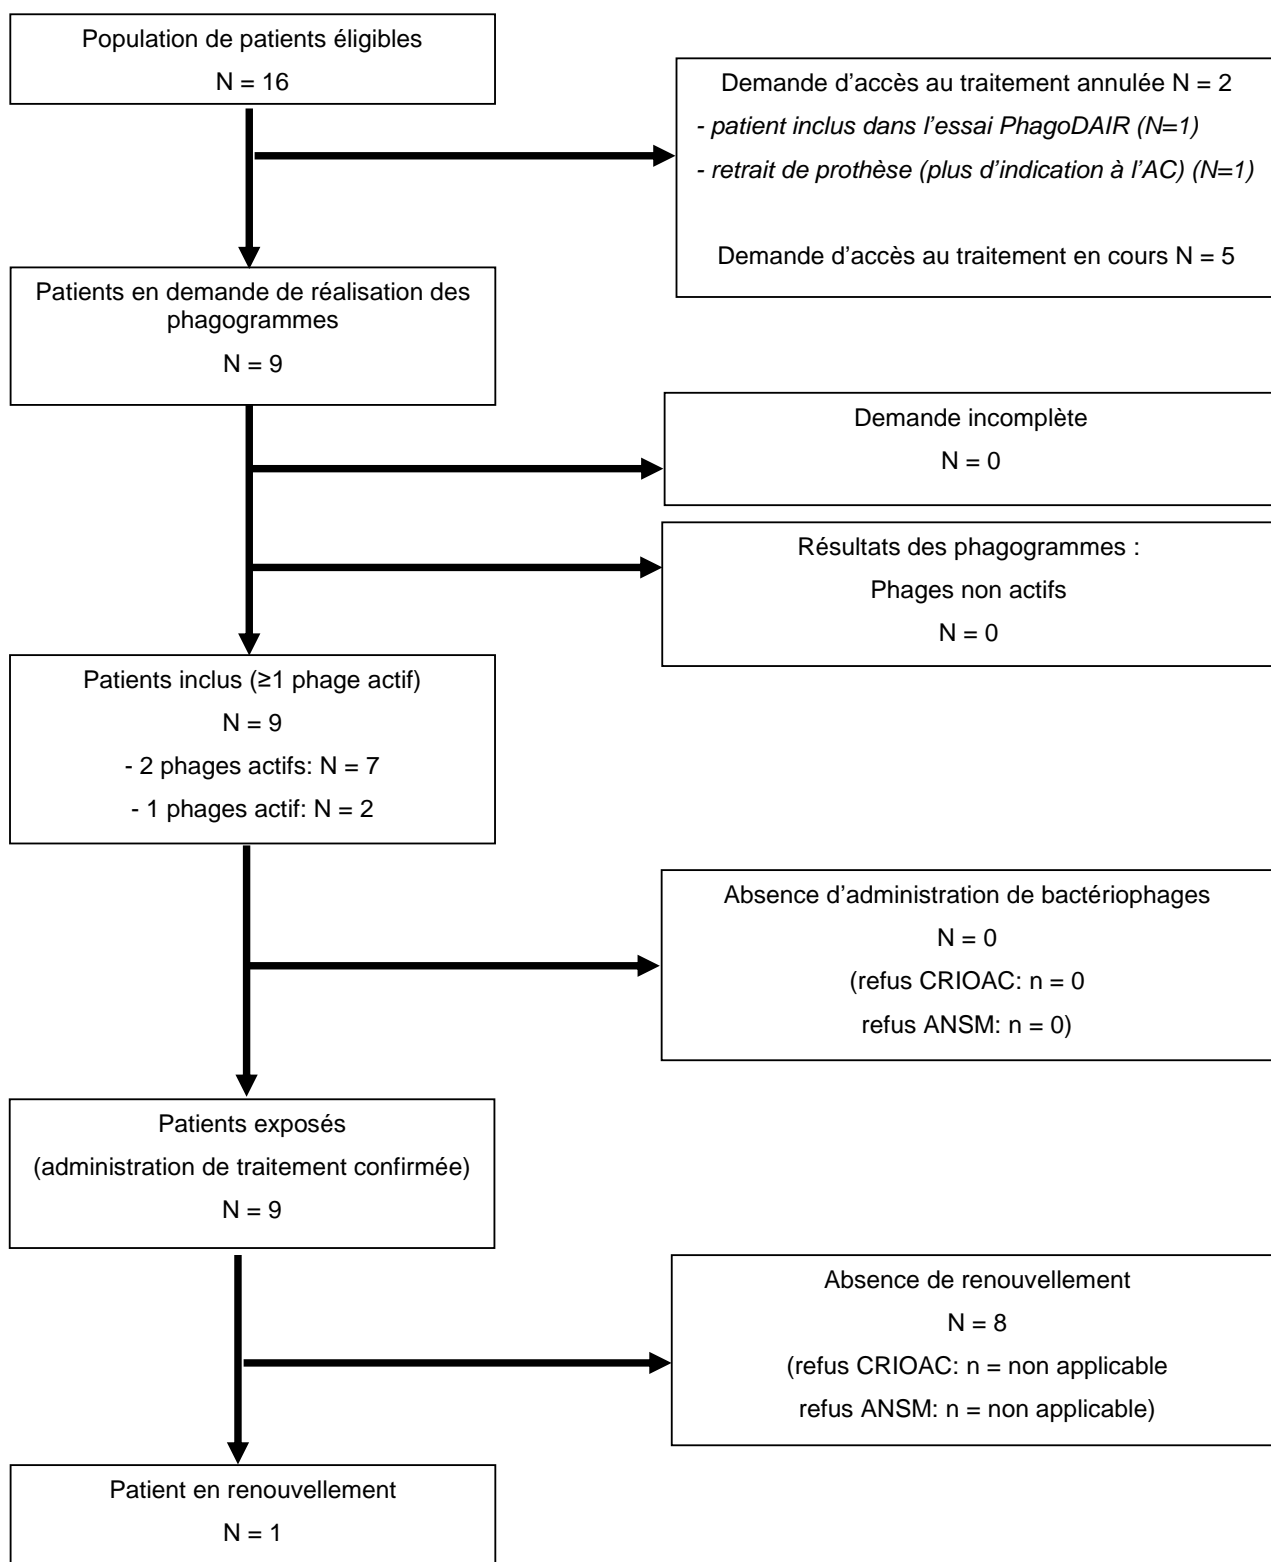 Population de patients éligibles
N = 16
Demande d'accès au traitement annulée N = 2
- patient inclus dans l'essai PhagoDAIR (N=1)
- retrait de prothèse (plus d'indication à l'AC) (N=1)
Demande d'accès au traitement en cours N = 5
Patients en demande de réalisation des
phagogrammes
N = 9
Demande incomplète
N = 0
Résultats des phagogrammes :
Phages non actifs
N = 0
Patients inclus (≥1 phage actif)
N = 9
- 2 phages actifs: N = 7
- 1 phages actif: N = 2
Absence d'administration de bactériophages
N = 0
(refus CRIOAC: n = 0
refus ANSM: n = 0)
Patients exposés
(administration de traitement confirmée)
N = 9
Absence de renouvellement
N = 8
(refus CRIOAC: n = non applicable
refus ANSM: n = non applicable)
Patient en renouvellement
N = 1